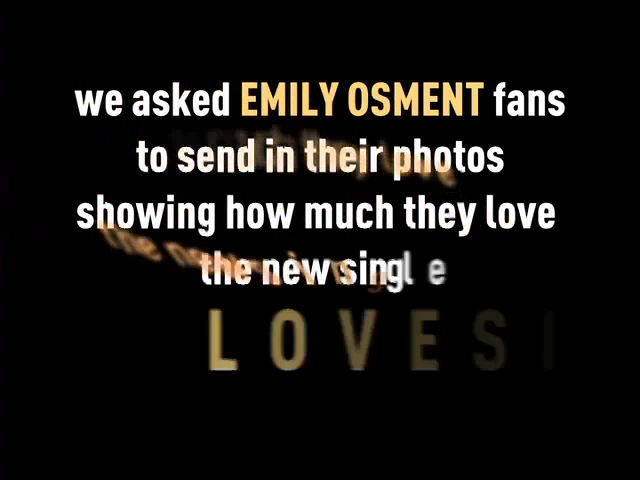 we asked EMILY OSMENT fans
to send in their photos
showing how much they love
the new single
LOVES